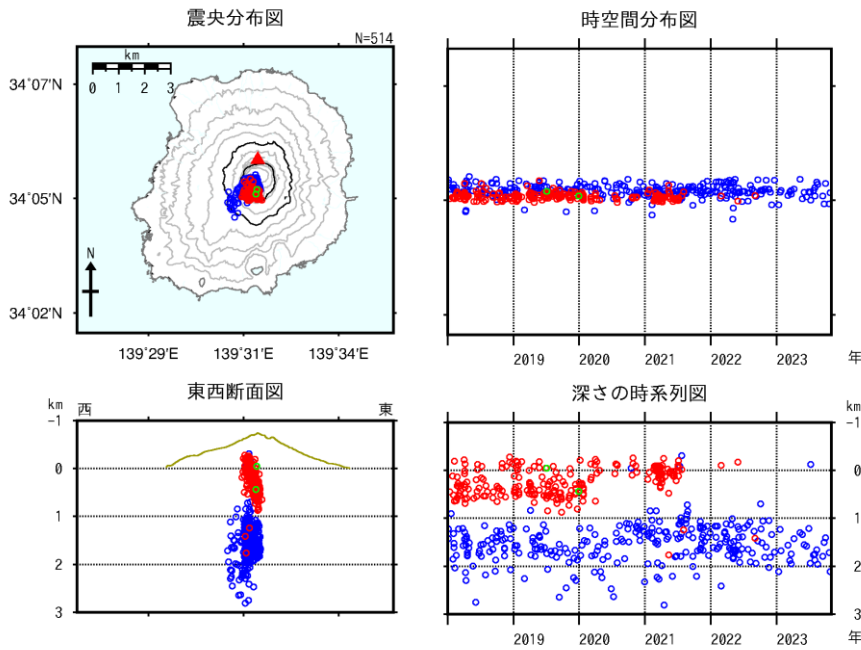 震央分布図
N=514
km
0 1 2 3
34°07'N
34°05'N
34°02'N
N
139°29'E 139°31'E 139°34'E
時空間分布図
2019 2020 2021 2022 2023 年
東西断面図
km 西 東
-1
0
1
2
3
深さの時系列図
km
-1
0
1
2
3
2019 2020 2021 2022 2023 年